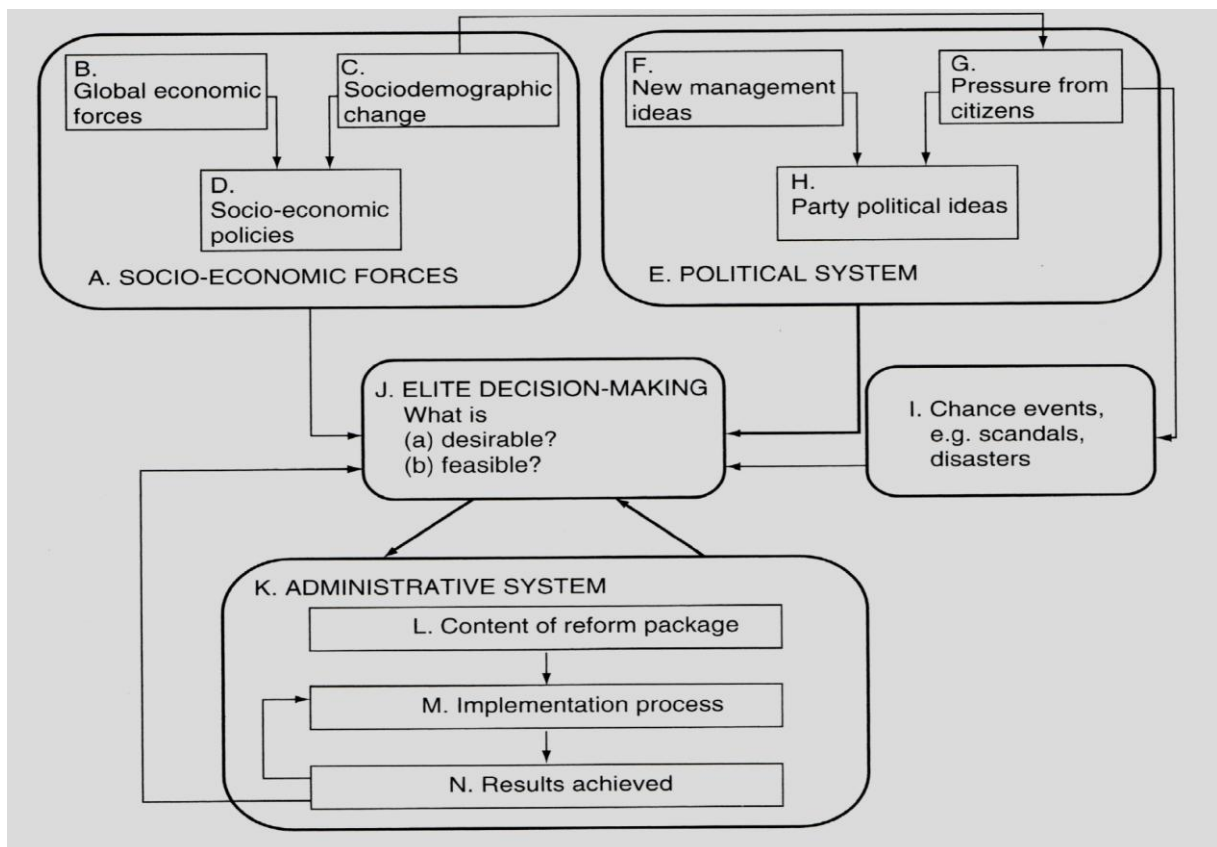 B.
Global economic
forces
C.
Sociodemographic
change
D.
Socio-economic
policies
A. SOCIO-ECONOMIC FORCES
F.
New management
ideas
G.
Pressure from
citizens
H.
Party political ideas
E. POLITICAL SYSTEM
J. ELITE DECISION-MAKING
What is
(a) desirable?
(b) feasible?
I. Chance events,
e.g. scandals,
disasters
K. ADMINISTRATIVE SYSTEM
L. Content of reform package
M. Implementation process
N. Results achieved